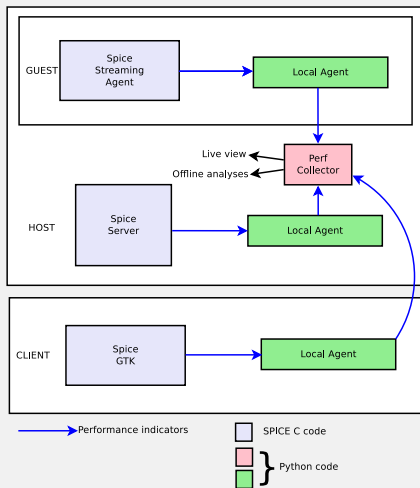 GUEST
Spice
Streaming
Agent
Local Agent
Live view
Offline analyses
Perf
Collector
HOST
Spice
Server
Local Agent
CLIENT
Spice
GTK
Local Agent
Performance indicators
SPICE C code
Python code